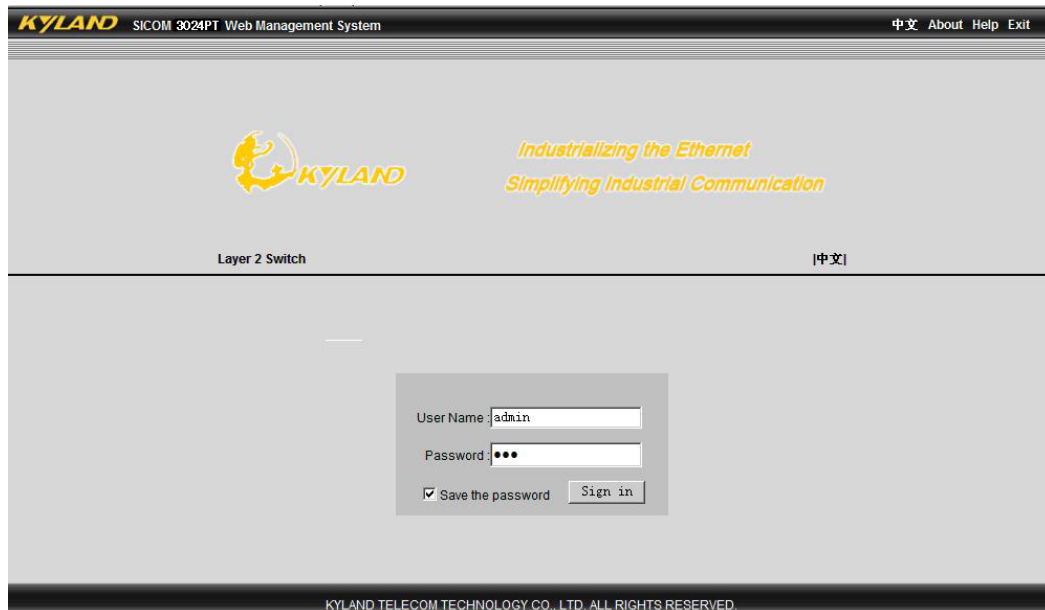 KYLAND SICOM 3024PT Web Management System 中文 About Help Exit
KYLAND
Industrializing the Ethernet
Simplifying Industrial Communication
Layer 2 Switch |中文|
User Name : admin
Password : •••
Save the password Sign in
KYLAND TELECOM TECHNOLOGY CO., LTD. ALL RIGHTS RESERVED.